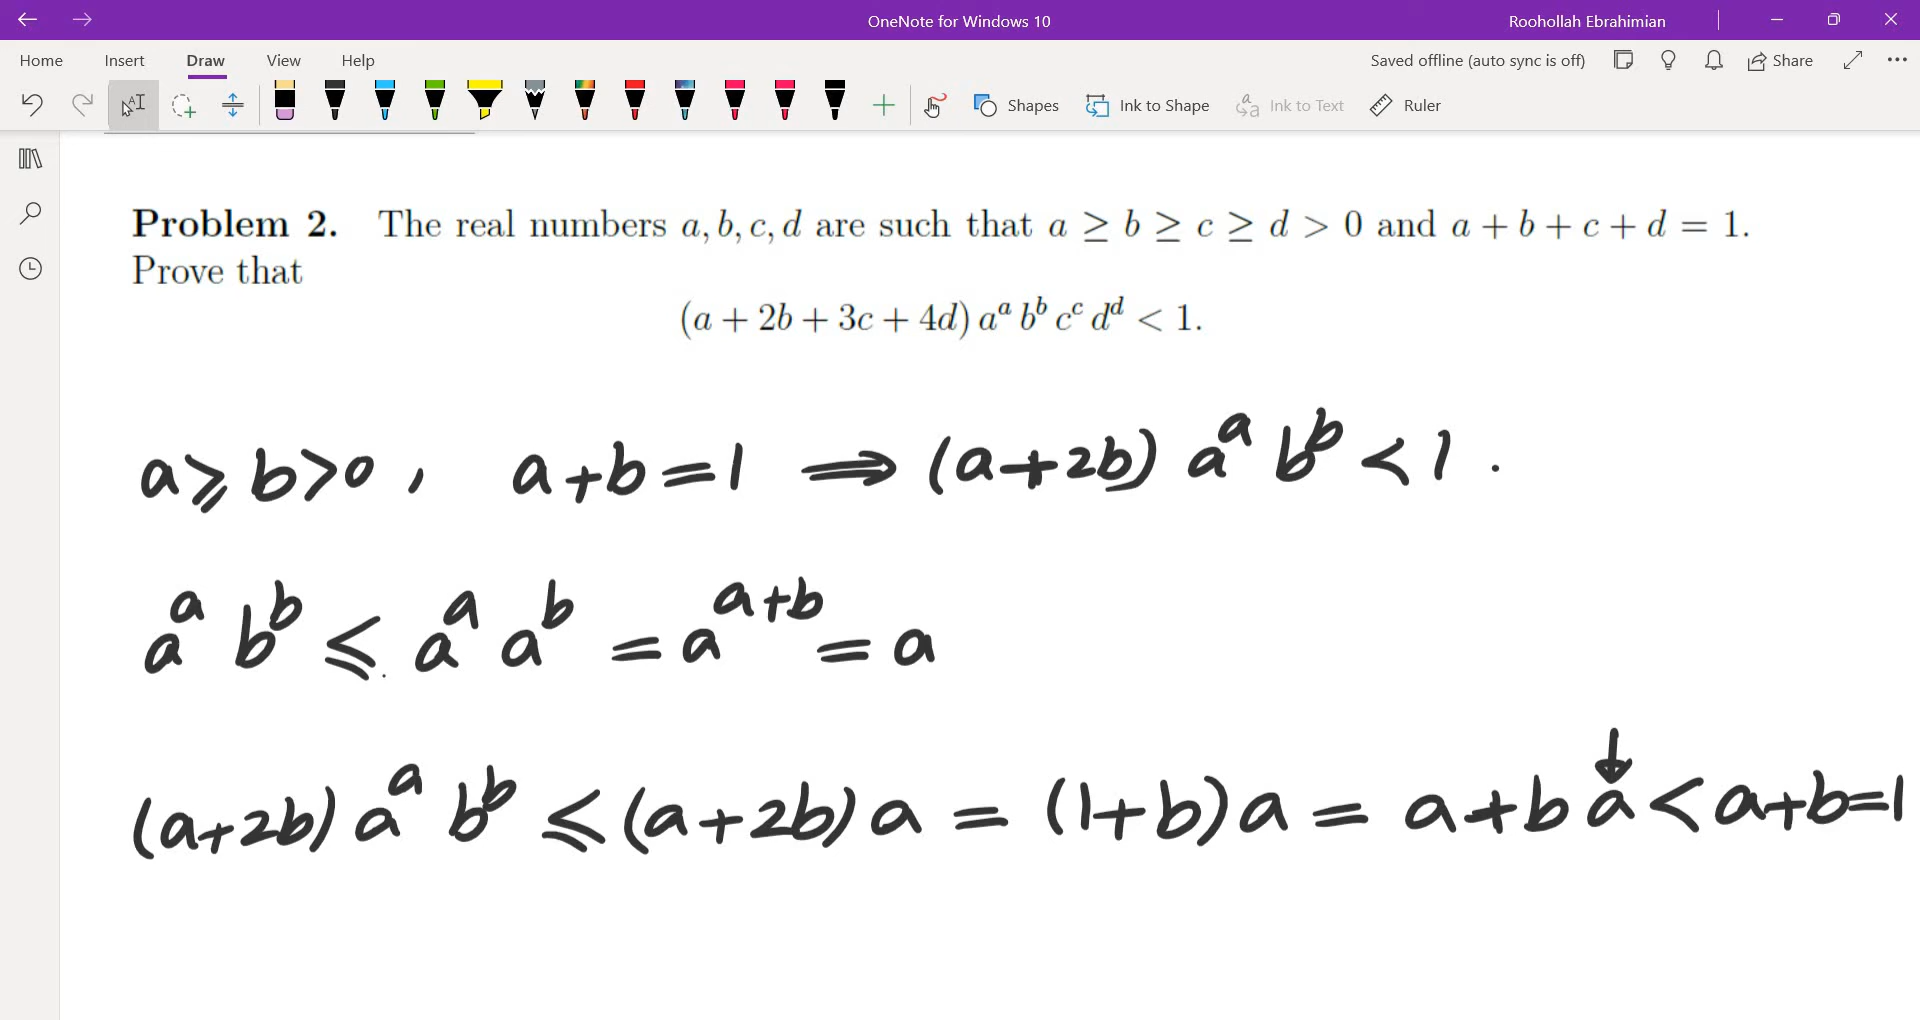 OneNote for Windows 10
Roohollah Ebrahimian
Home Insert Draw View Help
Saved offline (auto sync is off) Share
Shapes Ink to Shape Ink to Text Ruler
Problem 2. The real numbers a, b, c, d are such that a ≥ b ≥ c ≥ d > 0 and a + b + c + d = 1.
Prove that
(a + 2b + 3c + 4d) a^a b^b c^c d^d < 1.
a ⩾ b > 0 , a+b=1 ⟹ (a+2b) a^a b^b < 1 .
a^a b^b ⩽ a^a a^b = a^{a+b} = a
(a+2b) a^a b^b ⩽ (a+2b) a = (1+b) a = a+b a < a+b=1